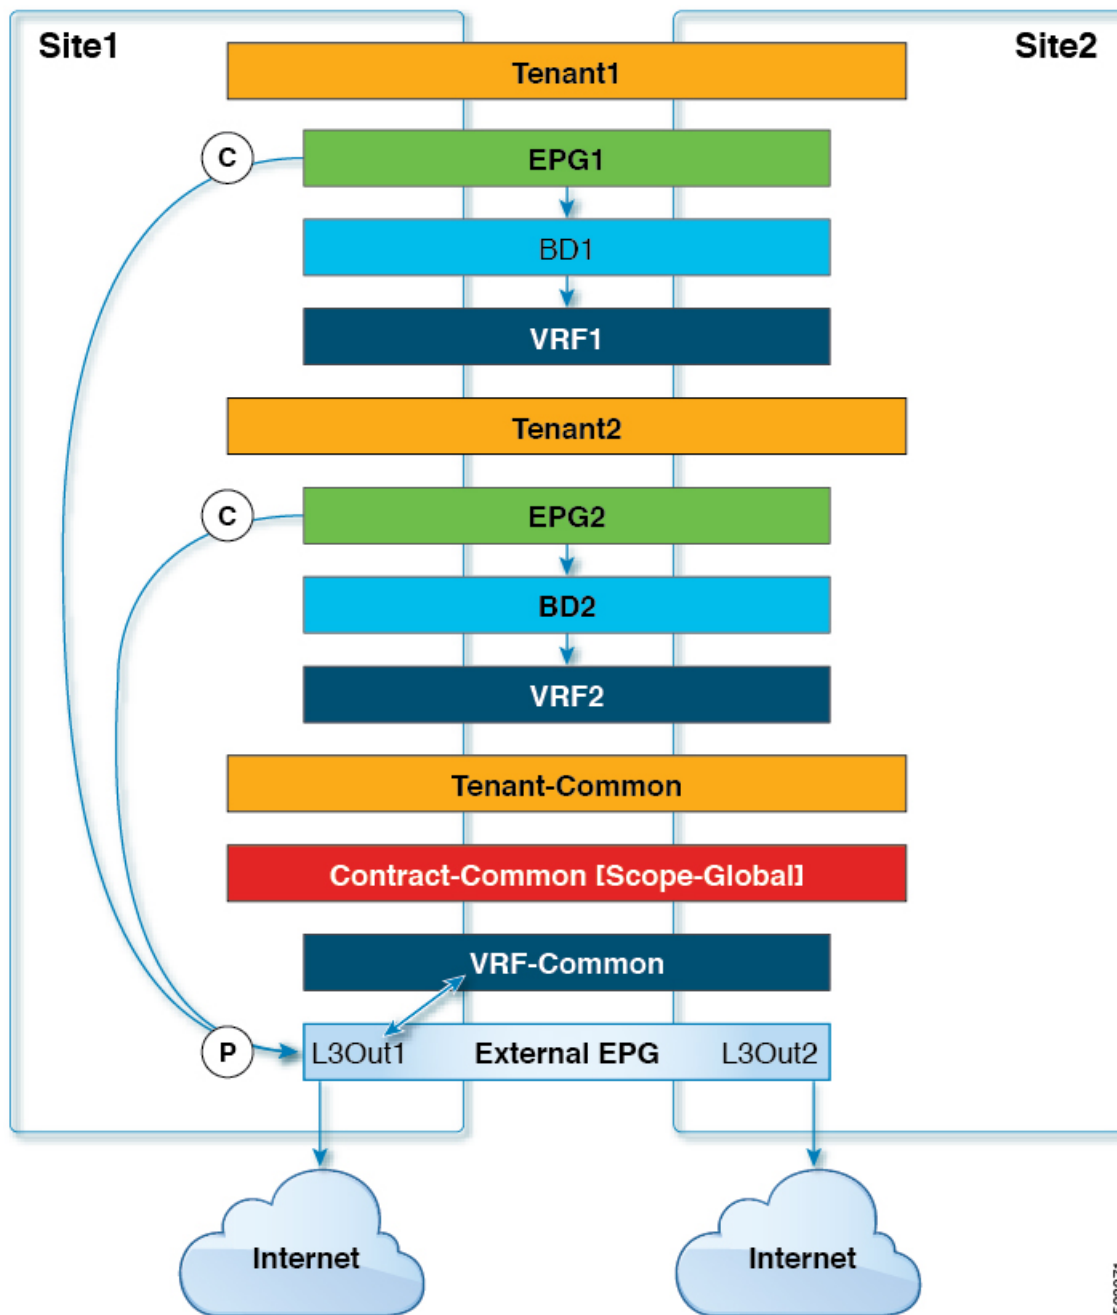 Site1
Site2
Tenant1
C
EPG1
BD1
VRF1
Tenant2
C
EPG2
BD2
VRF2
Tenant-Common
Contract-Common [Scope-Global]
VRF-Common
P
L3Out1
External EPG
L3Out2
Internet
Internet